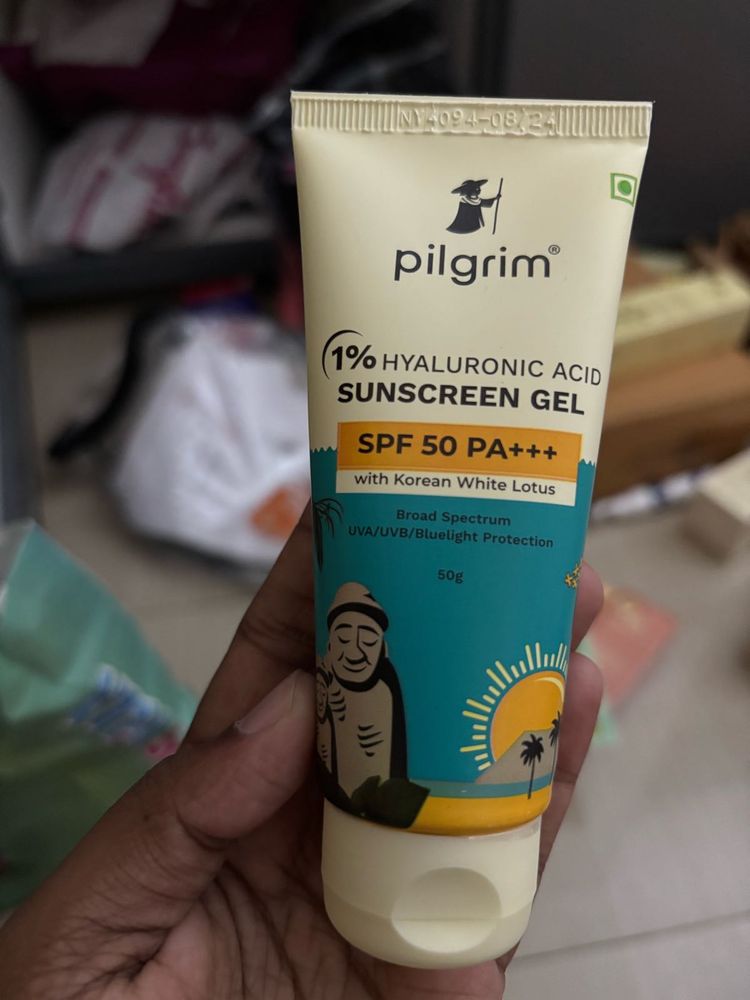 NY4094-08/24
pilgrim®
1% HYALURONIC ACID
SUNSCREEN GEL
SPF 50 PA+++
with Korean White Lotus
Broad Spectrum
UVA/UVB/Bluelight Protection
50g